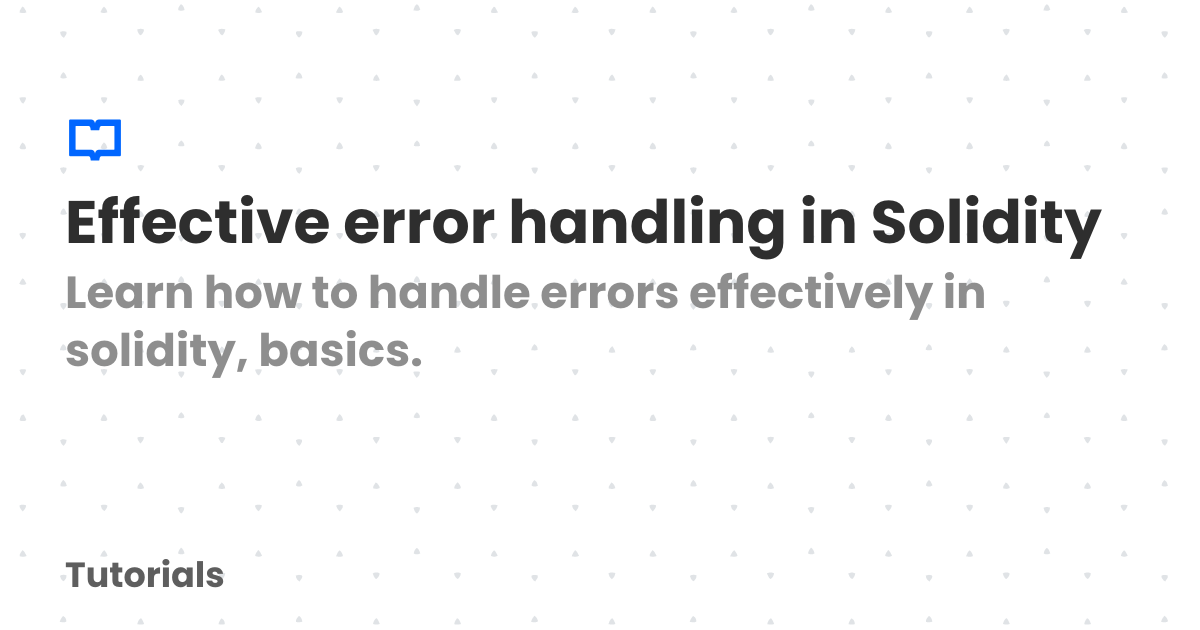 Effective error handling in Solidity
Learn how to handle errors effectively in
solidity, basics.
Tutorials